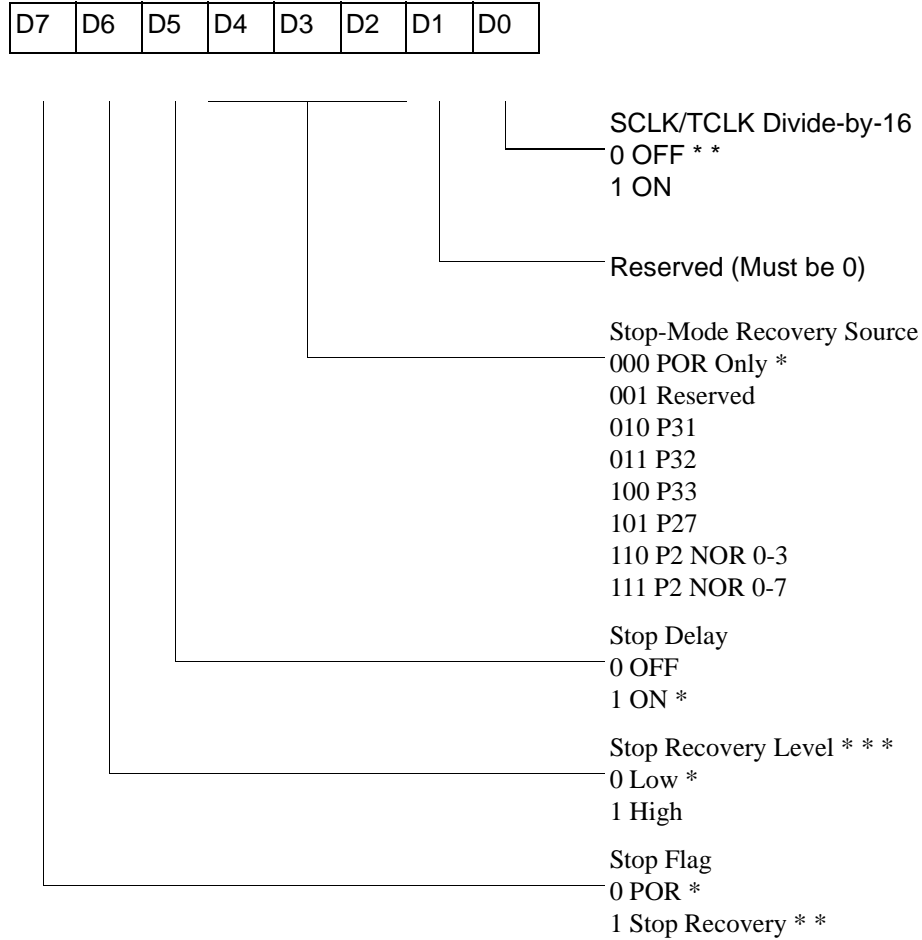 D7 D6 D5 D4 D3 D2 D1 D0
SCLK/TCLK Divide-by-16
0 OFF * *
1 ON
Reserved (Must be 0)
Stop-Mode Recovery Source
000 POR Only *
001 Reserved
010 P31
011 P32
100 P33
101 P27
110 P2 NOR 0-3
111 P2 NOR 0-7
Stop Delay
0 OFF
1 ON *
Stop Recovery Level * * *
0 Low *
1 High
Stop Flag
0 POR *
1 Stop Recovery * *